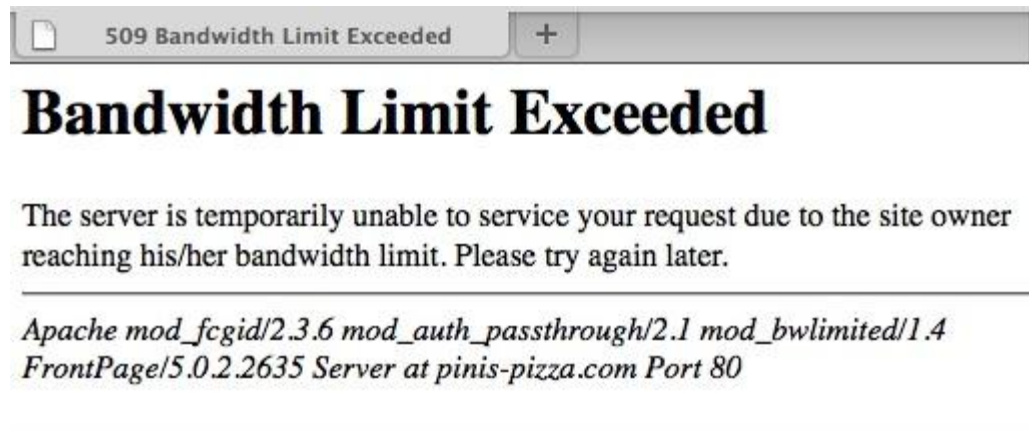 509 Bandwidth Limit Exceeded
Bandwidth Limit Exceeded
The server is temporarily unable to service your request due to the site owner
reaching his/her bandwidth limit. Please try again later.
Apache mod_fcgid/2.3.6 mod_auth_passthrough/2.1 mod_bwlimited/1.4
FrontPage/5.0.2.2635 Server at pinis-pizza.com Port 80